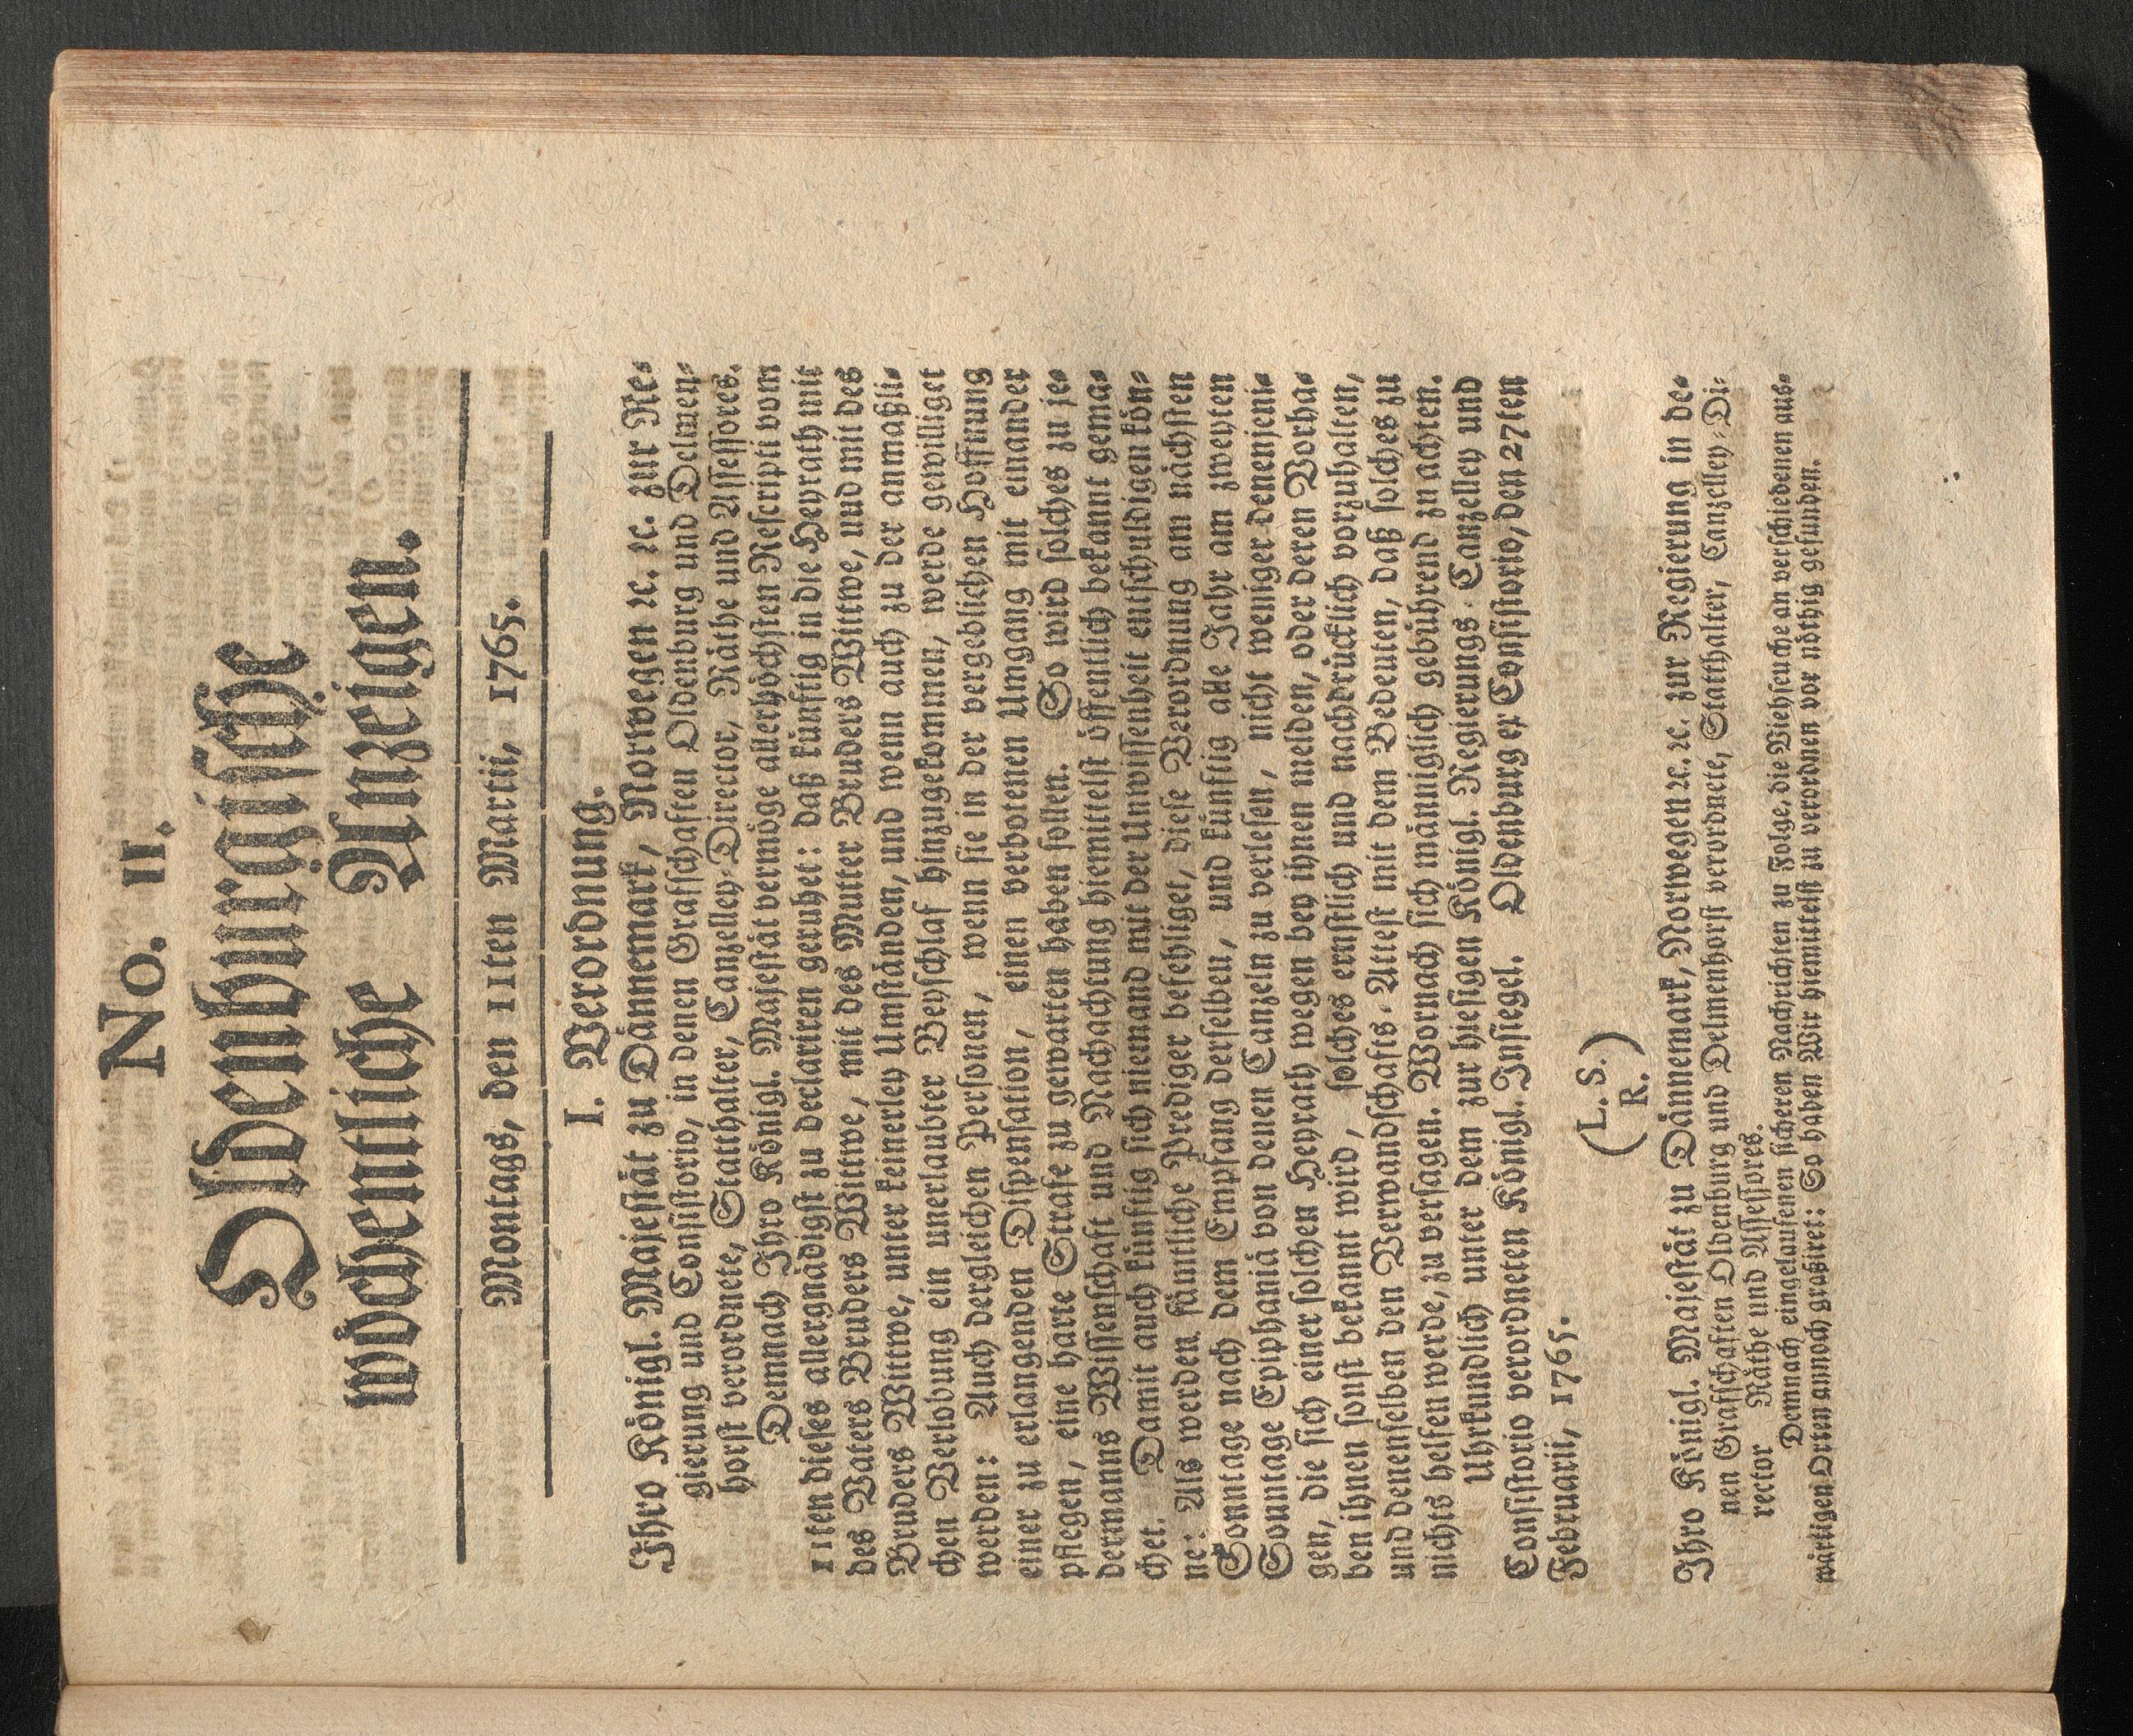 No. 11.
Oldenburgische
wöchentliche Anzeigen.
Montags, den 11ten Martii, 1765.
I. Verordnung.
Ihro Königl. Majestät zu Dännemark, Norwegen ꝛc. ꝛc. zur Re-
gierung und Consistorio, in denen Grafschaften Oldenburg und Delmen-
horst verordnete, Statthalter, Canzelley-Director, Räthe und Assessores.
Demnach Ihro Königl. Majestät vermöge allerhöchsten Rescripti vom
11ten dieses allergnädigst zu declariren geruhet: daß künftig in die Heyrath mit
des Vaters Bruders Wittwe, mit des Mutter Bruders Wittwe, und mit des
Bruders Wittwe, unter keinerley Umständen, und wenn auch zu der anmaßli-
chen Verlobung ein unerlaubter Beyschlaf hinzugekommen, werde gewilliget
werden: Auch dergleichen Personen, wenn sie in der vergeblichen Hoffnung
einer zu erlangenden Dispensation, einen verbotenen Umgang mit einander
pflegen, eine harte Strafe zu gewarten haben sollen. So wird solches zu je-
dermanns Wissenschaft und Nachachtung hiemittelst öffentlich bekannt gema-
chet. Damit auch künftig sich niemand mit der Unwissenheit entschuldigen kön-
ne: Als werden sämtliche Prediger befehliget, diese Verordnung am nächsten
Sonntage nach dem Empfang derselben, und künftig alle Jahr am zweyten
Sonntage Epiphaniä von denen Canzeln zu verlesen, nicht weniger denenjeni-
gen, die sich einer solchen Heyrath wegen bey ihnen melden, oder deren Vorha-
ben ihnen sonst bekannt wird, solches ernstlich und nachdrücklich vorzuhalten,
und denenselben den Verwandschafts-Attest mit dem Bedeuten, daß solches zu
nichts helfen werde, zu versagen. Wornach sich männiglich gebührend zu achten.
Uhrkundlich unter dem zur hiesigen Königl. Regierungs-Canzelley und
Consistorio verordneten Königl. Insiegel. Oldenburg ex Consistorio, den 27ten
Februarii, 1765.
(L. S.)
R.
Ihro Königl. Majestät zu Dännemark, Norwegen ꝛc. ꝛc. zur Regierung in de-
nen Grafschaften Oldenburg und Delmenhorst verordnete, Statthalter, Canzelley-Di-
rector Räthe und Assessores.
Demnach eingelaufenen sicheren Nachrichten zu Folge, die Viehseuche an verschiedenen aus-
wärtigen Orten annoch graßiret: So haben Wir hiemittelst zu verordnen vor nöthig gefunden.